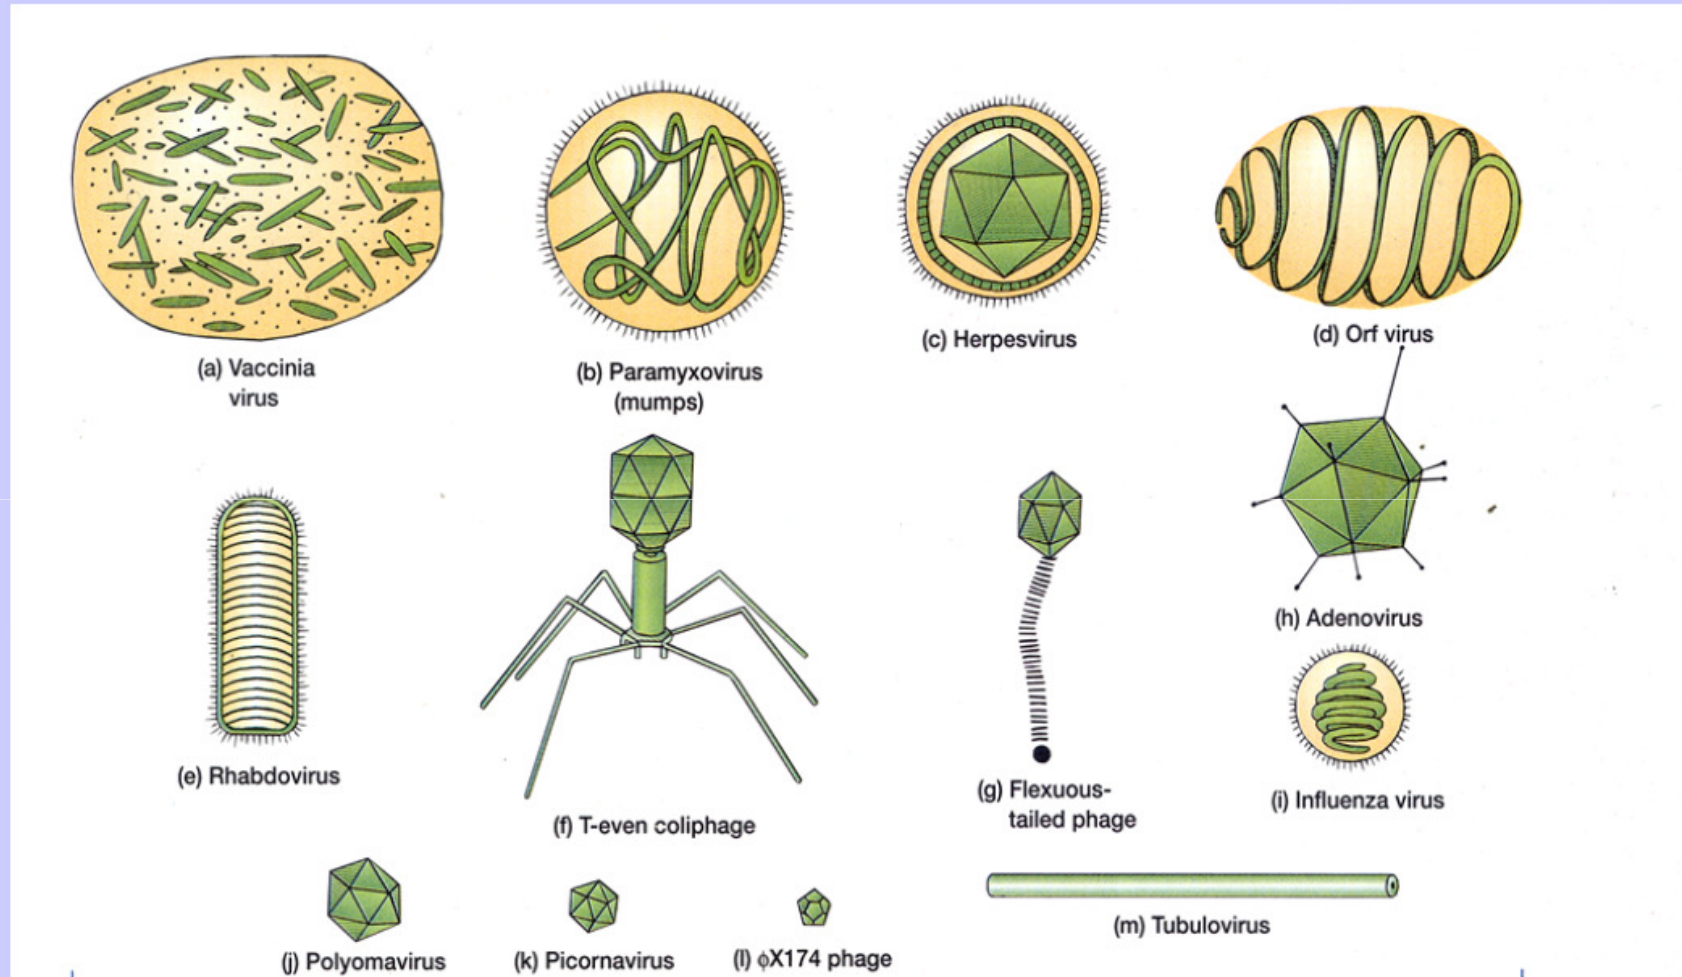 (a) Vaccinia
virus
(b) Paramyxovirus
(mumps)
(c) Herpesvirus
(d) Orf virus
(e) Rhabdovirus
(f) T-even coliphage
(g) Flexuous-
tailed phage
(h) Adenovirus
(i) Influenza virus
(j) Polyomavirus
(k) Picornavirus
(l) ϕX174 phage
(m) Tubulovirus